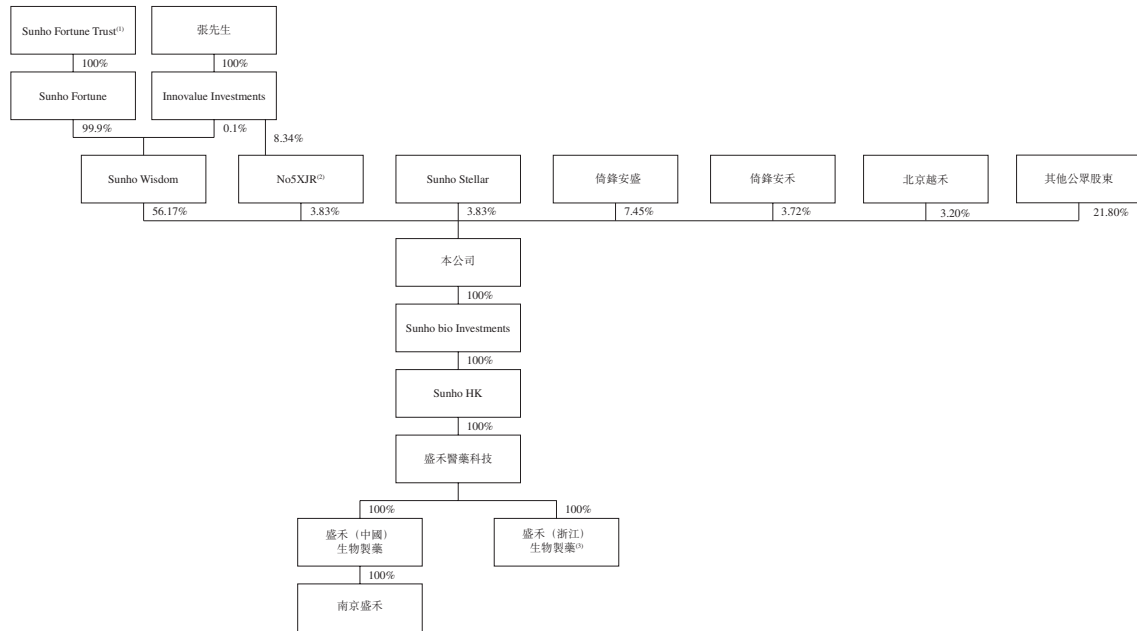 Sunho Fortune Trust(1)
張先生
100%
100%
Sunho Fortune
Innovalue Investments
99.9%
0.1%
8.34%
Sunho Wisdom
No5XJR(2)
Sunho Stellar
倚鋒安盛
倚鋒安禾
北京越禾
其他公眾股東
56.17%
3.83%
3.83%
7.45%
3.72%
3.20%
21.80%
本公司
100%
Sunho bio Investments
100%
Sunho HK
100%
盛禾醫藥科技
100%
100%
盛禾（中國）
生物製藥
盛禾（浙江）
生物製藥(3)
100%
南京盛禾